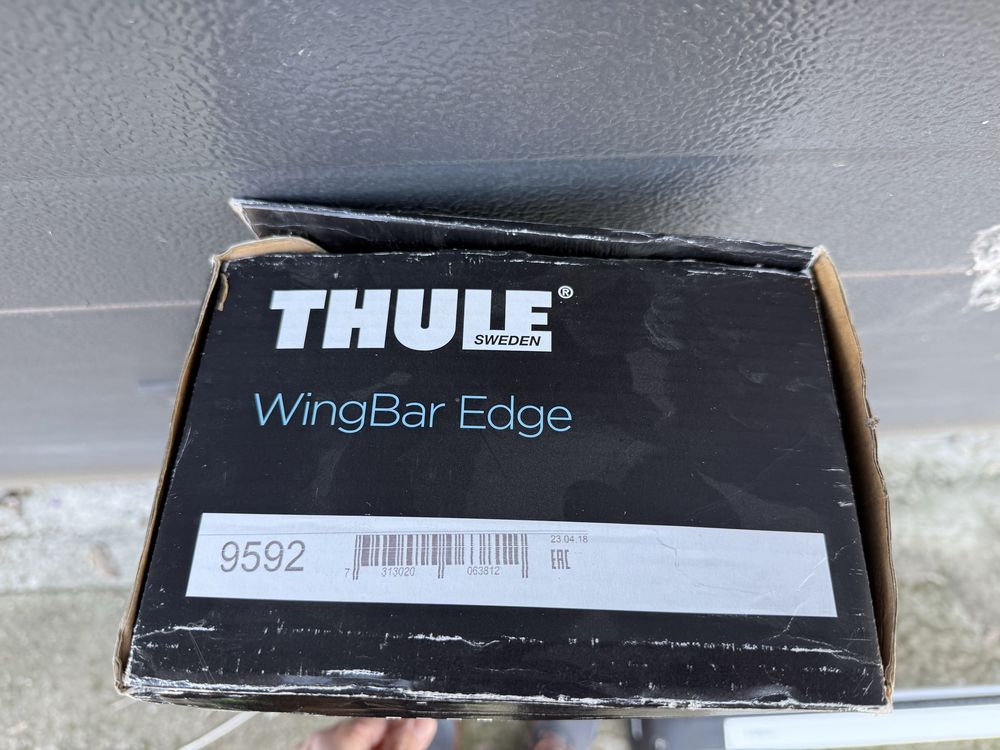 THULE®
SWEDEN
WingBar Edge
9592
7 313020 063812
23.04.18
EAC